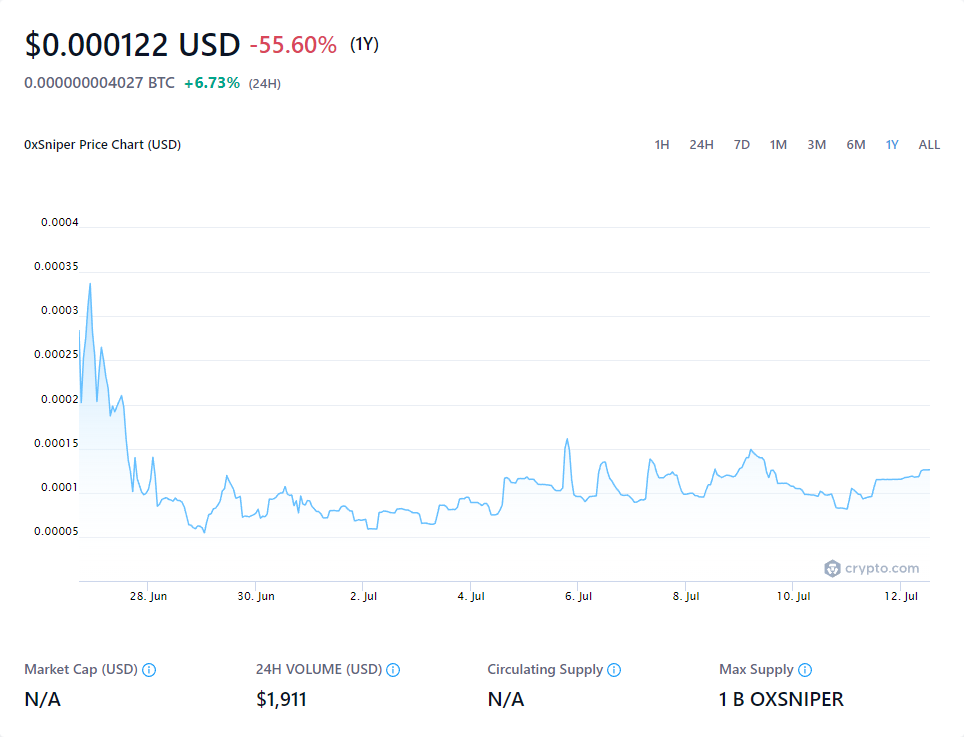 $0.000122 USD -55.60% (1Y)
0.000000004027 BTC +6.73% (24H)
0xSniper Price Chart (USD)
1H 24H 7D 1M 3M 6M 1Y ALL
0.0004
0.00035
0.0003
0.00025
0.0002
0.00015
0.0001
0.00005
crypto.com
28. Jun 30. Jun 2. Jul 4. Jul 6. Jul 8. Jul 10. Jul 12. Jul
Market Cap (USD) 24H VOLUME (USD) Circulating Supply Max Supply
N/A $1,911 N/A 1 B OXSNIPER